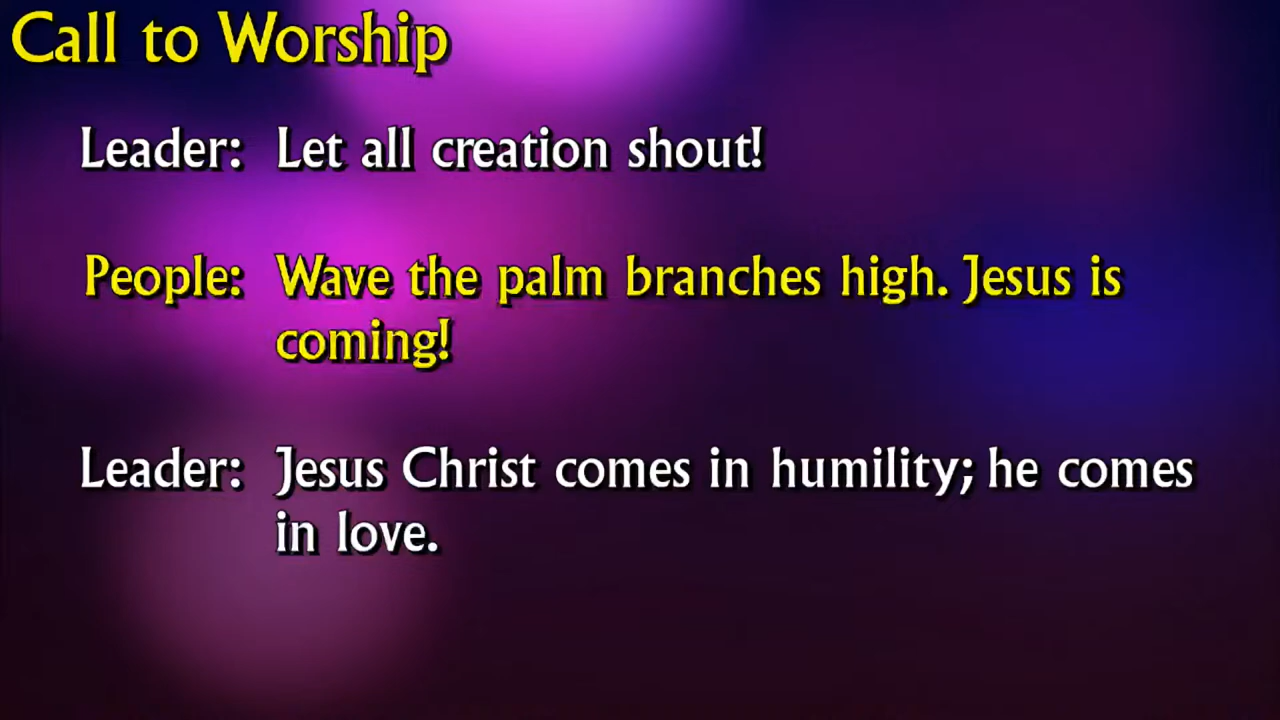 Call to Worship
Leader: Let all creation shout!
People: Wave the palm branches high. Jesus is
coming!
Leader: Jesus Christ comes in humility; he comes
in love.